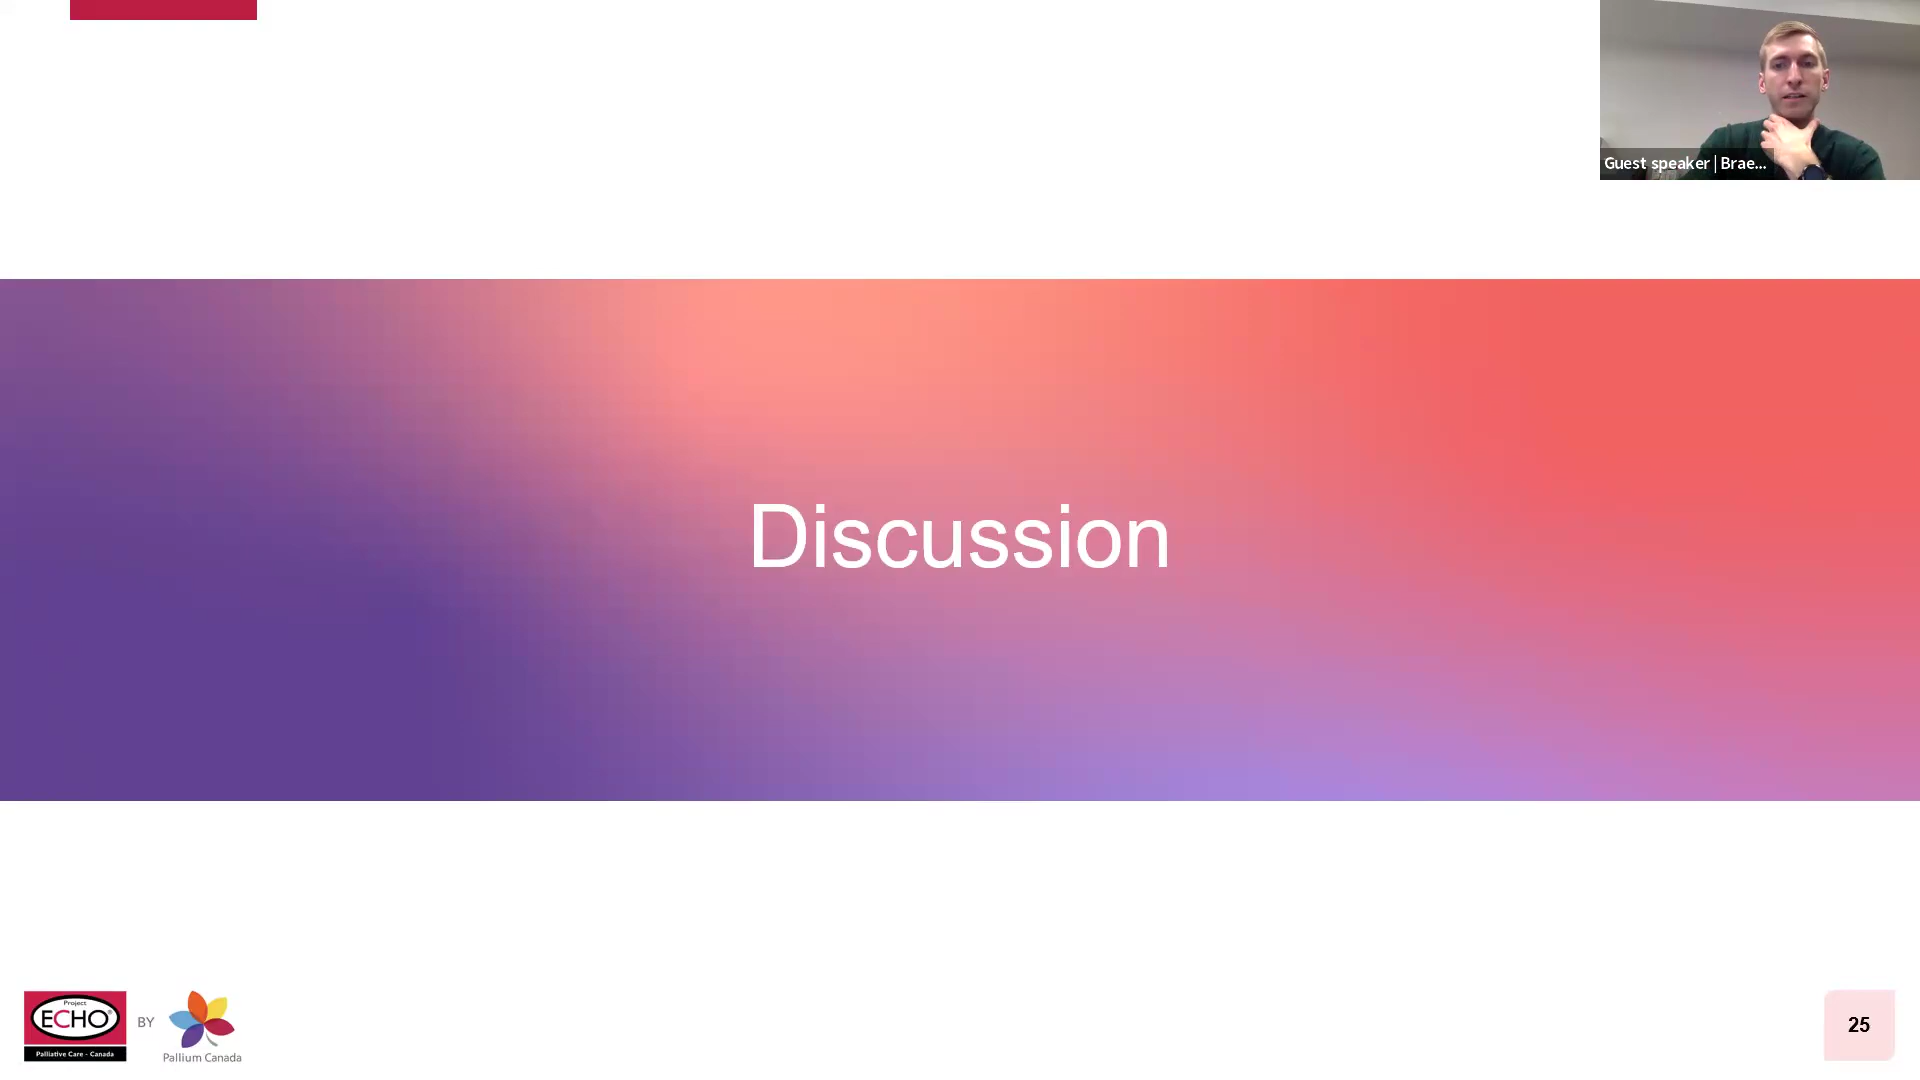 Guest speaker | Brae...
Discussion
Project
ECHO®
Palliative Care - Canada
BY
Pallium Canada
25